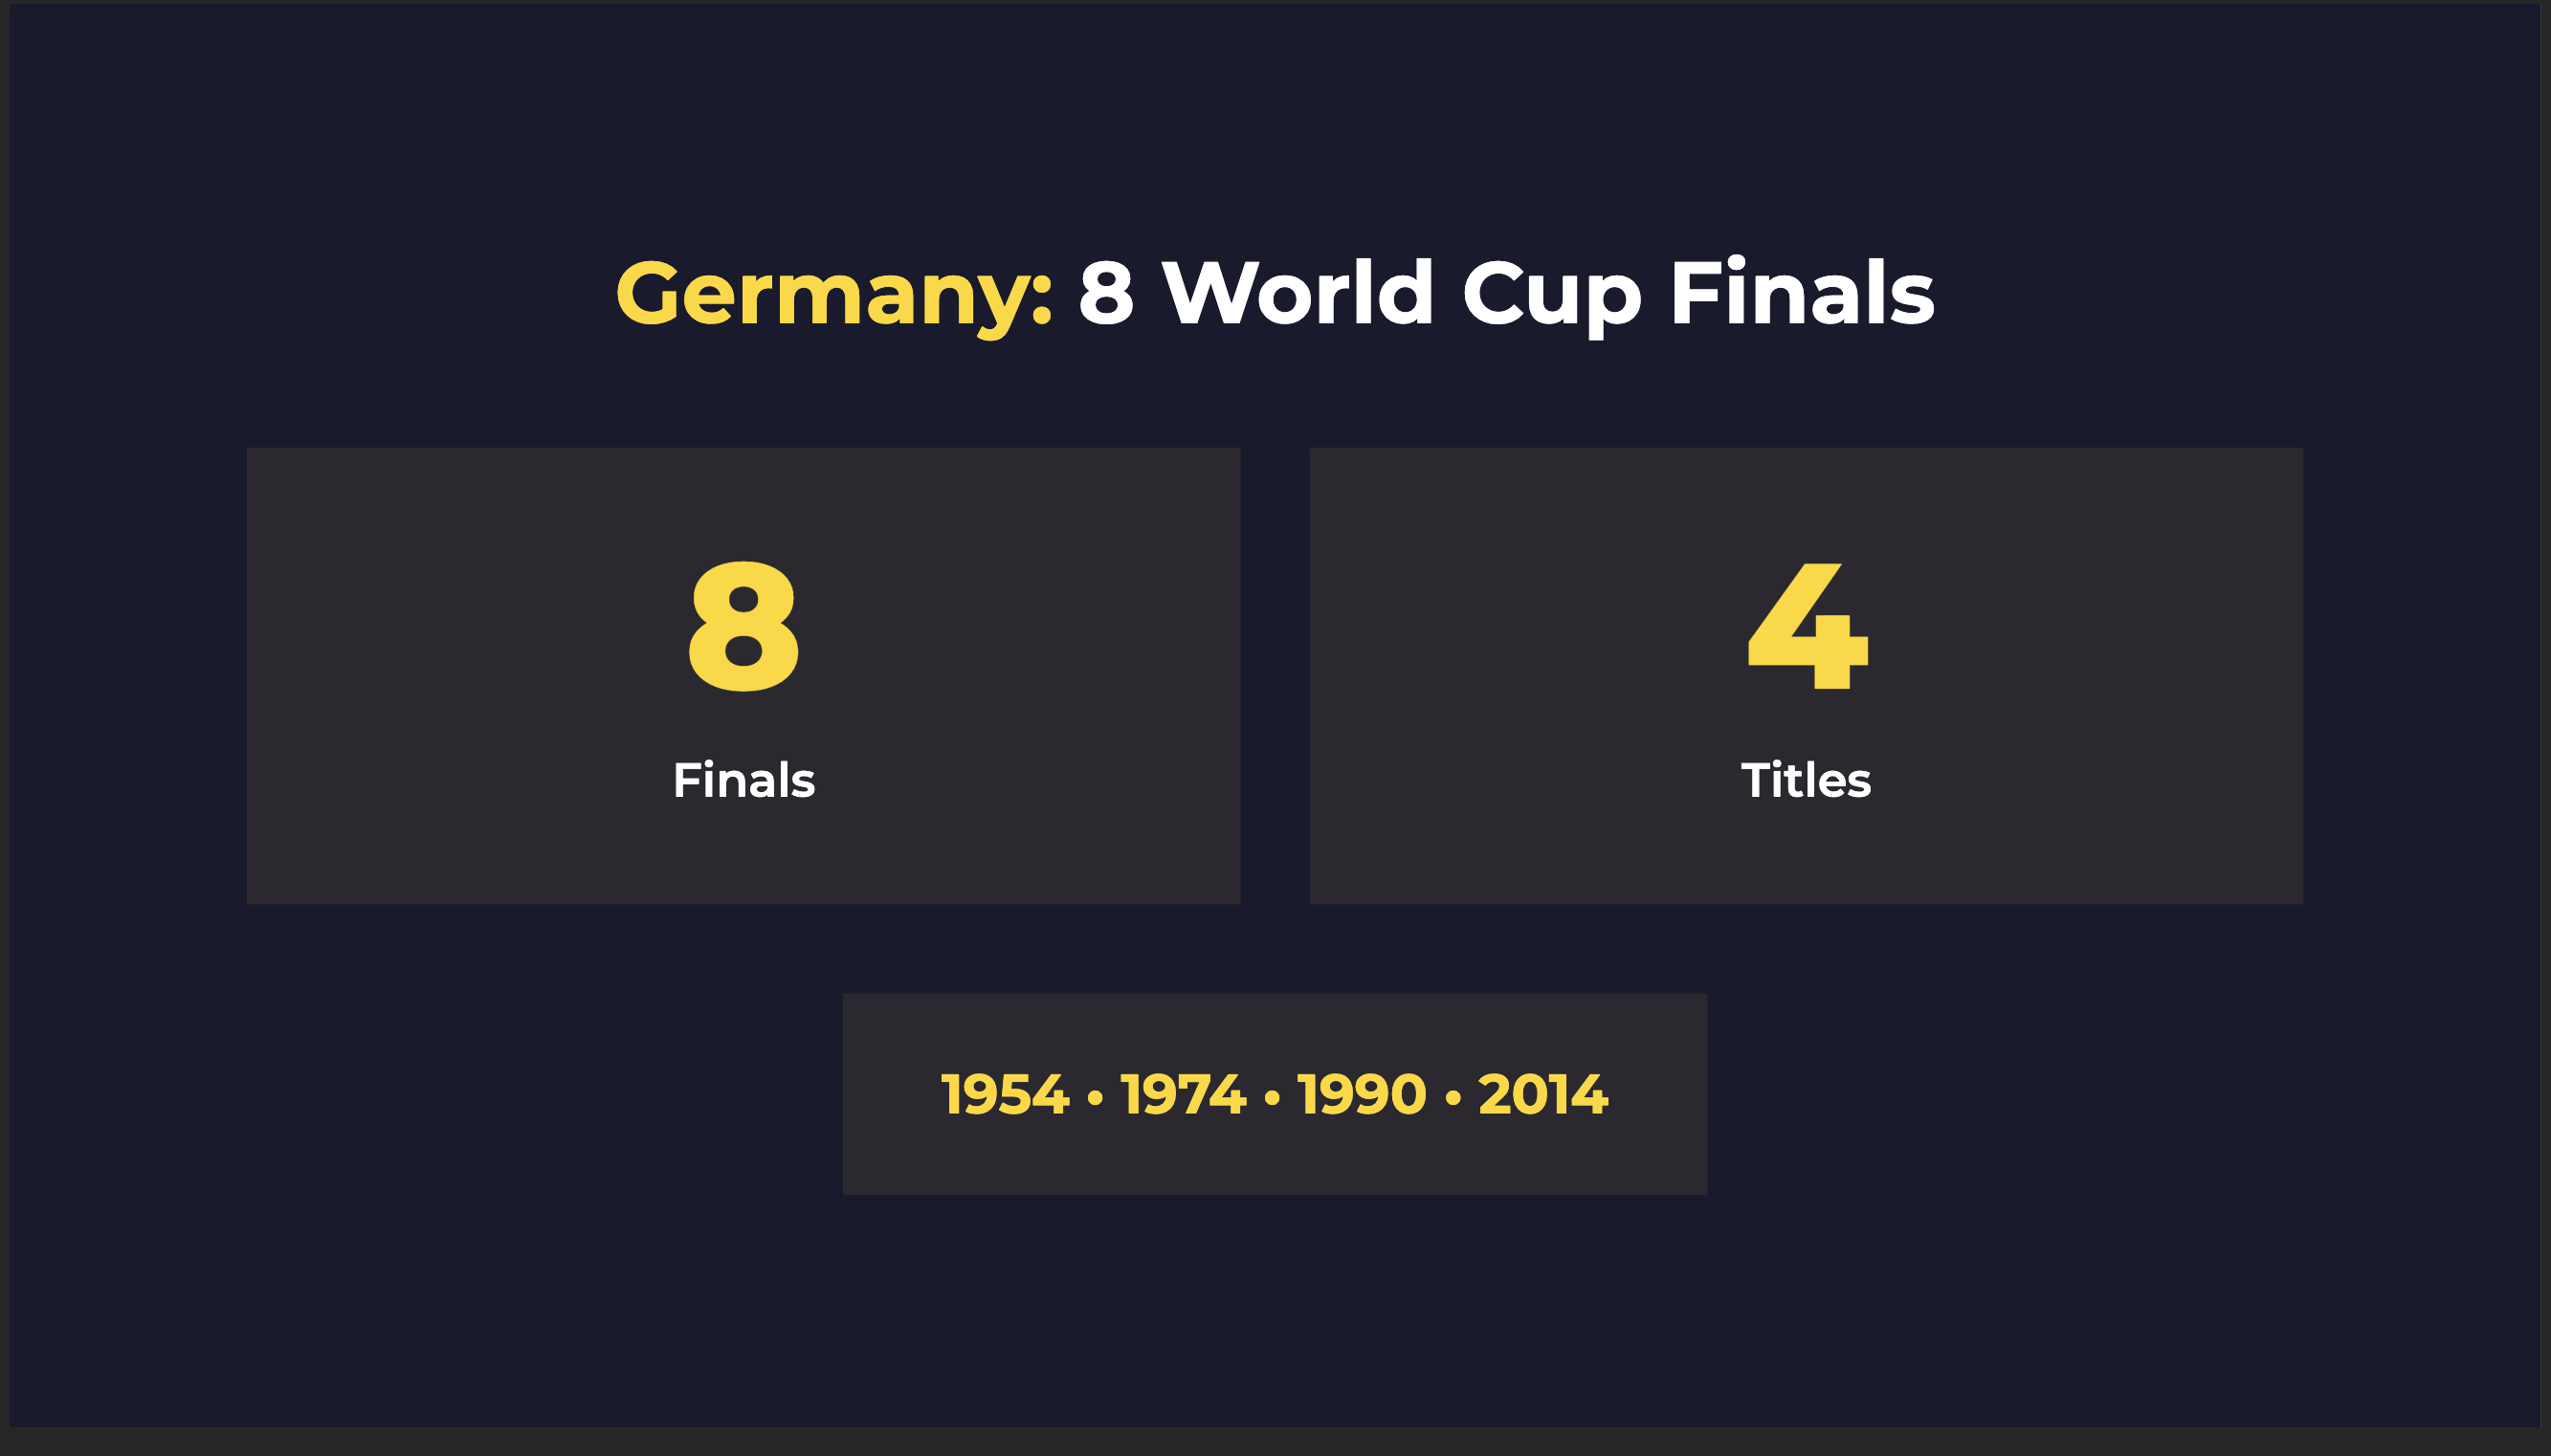 Germany: 8 World Cup Finals
8
Finals
4
Titles
1954 • 1974 • 1990 • 2014